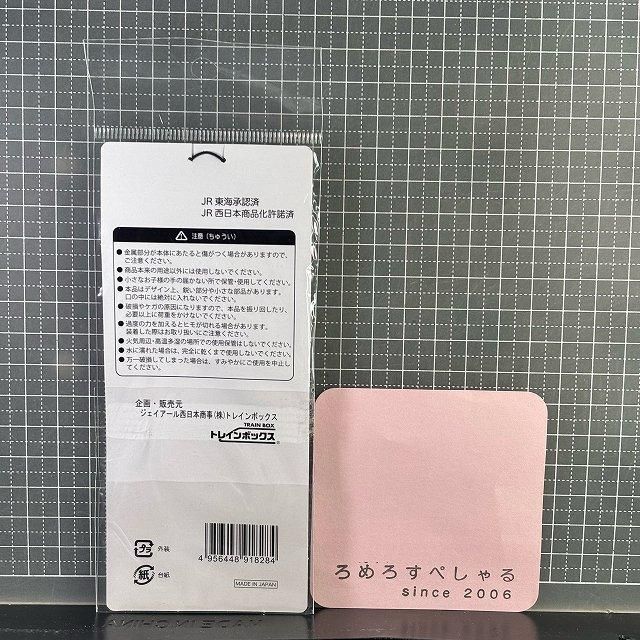 JR 東海承認済
JR 西日本商品化許諾済
注意（ちゅうい）
●金属部分が本体にあたると傷がつく場合がありますので、
ご注意ください。
●商品本来の用途以外には使用しないでください。
●小さなお子様の手の届かない所で保管・使用してください。
●本品はデザイン上、鋭い部分や小さな部品があります。
口の中には絶対に入れないでください。
●破損やケガの原因になりますので、本品を振り回したり、
必要以上に荷重をかけないでください。
●過度の力を加えるとヒモが切れる場合があります。
装着した際はお取り扱いにご注意ください。
●火気周辺・高温多湿の場所での使用保管はしないでください。
●水に濡れた場合は、完全に乾くまで使用しないでください。
●万一破損してしまった場合は、すみやかにご使用を中止し
てください。
企画・販売元
ジェイアール西日本商事（株）トレインボックス
TRAIN BOX
トレインボックス®
プラ 外装
紙 台紙
4 956448 918284
MADE IN JAPAN
ろめろすぺしゃる
since 2006
MADE IN CHINA